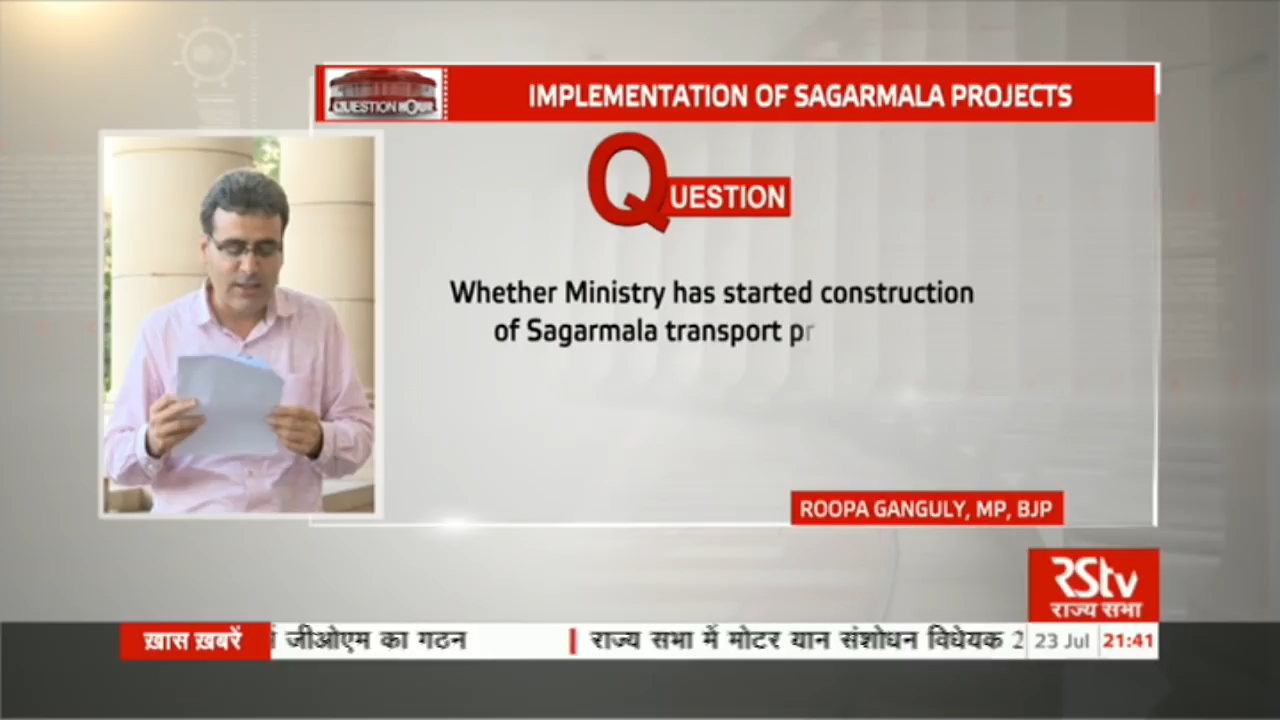 QUESTION HOUR
IMPLEMENTATION OF SAGARMALA PROJECTS
QUESTION
Whether Ministry has started construction
of Sagarmala transport pr
ROOPA GANGULY, MP, BJP
RSTV
राज्य सभा
ख़ास ख़बरें
जीओएम का गठन | राज्य सभा में मोटर यान संशोधन विधेयक 2
23 Jul 21:41